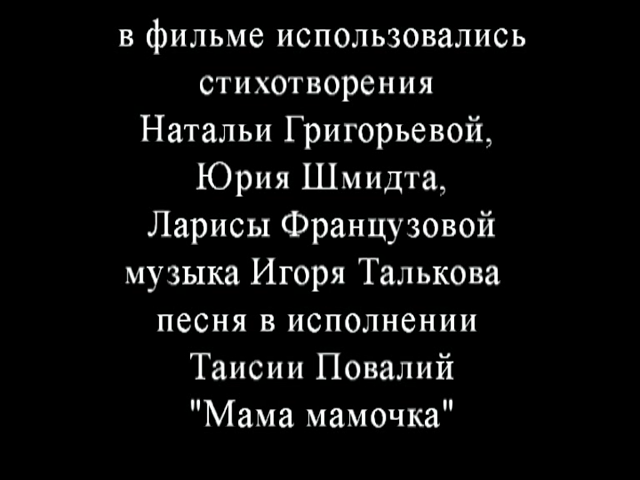 в фильме использовались
стихотворения
Натальи Григорьевой,
Юрия Шмидта,
Ларисы Французовой
музыка Игоря Талькова
песня в исполнении
Таисии Повалий
"Мама мамочка"